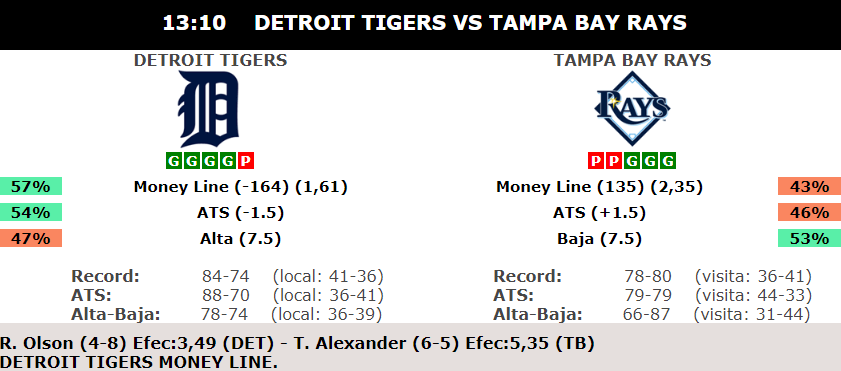 13:10 DETROIT TIGERS VS TAMPA BAY RAYS
DETROIT TIGERS TAMPA BAY RAYS
RAYS
G G G G P P P G G G
57% Money Line (-164) (1,61) Money Line (135) (2,35) 43%
54% ATS (-1.5) ATS (+1.5) 46%
47% Alta (7.5) Baja (7.5) 53%
Record: 84-74 (local: 41-36) Record: 78-80 (visita: 36-41)
ATS: 88-70 (local: 36-41) ATS: 79-79 (visita: 44-33)
Alta-Baja: 78-74 (local: 36-39) Alta-Baja: 66-87 (visita: 31-44)
R. Olson (4-8) Efec:3,49 (DET) - T. Alexander (6-5) Efec:5,35 (TB)
DETROIT TIGERS MONEY LINE.